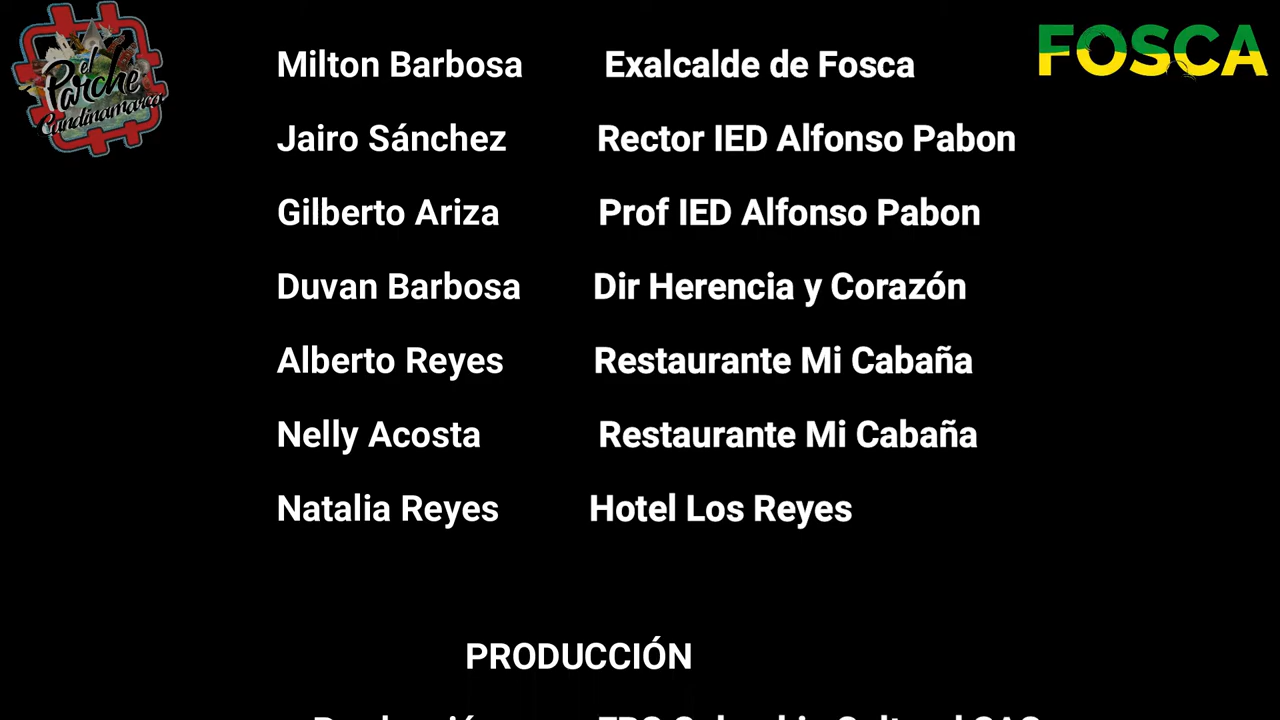 el
Parche
Cundinamarca
FOSCA
Milton Barbosa Exalcalde de Fosca
Jairo Sánchez Rector IED Alfonso Pabon
Gilberto Ariza Prof IED Alfonso Pabon
Duvan Barbosa Dir Herencia y Corazón
Alberto Reyes Restaurante Mi Cabaña
Nelly Acosta Restaurante Mi Cabaña
Natalia Reyes Hotel Los Reyes
PRODUCCIÓN